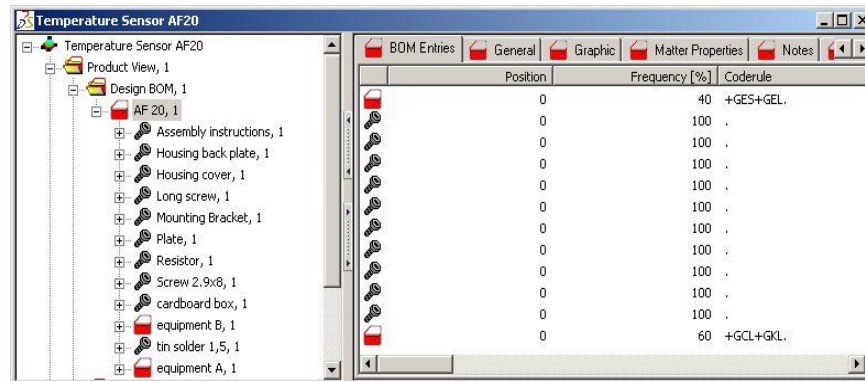 Temperature Sensor AF20
Temperature Sensor AF20
Product View, 1
Design BOM, 1
AF 20, 1
Assembly instructions, 1
Housing back plate, 1
Housing cover, 1
Long screw, 1
Mounting Bracket, 1
Plate, 1
Resistor, 1
Screw 2.9x8, 1
cardboard box, 1
equipment B, 1
tin solder 1,5, 1
equipment A, 1
BOM Entries General Graphic Matter Properties Notes
Position Frequency [%] Coderule
0 40 +GES+GEL.
0 100 .
0 100 .
0 100 .
0 100 .
0 100 .
0 100 .
0 100 .
0 100 .
0 100 .
0 100 .
0 60 +GCL+GKL.